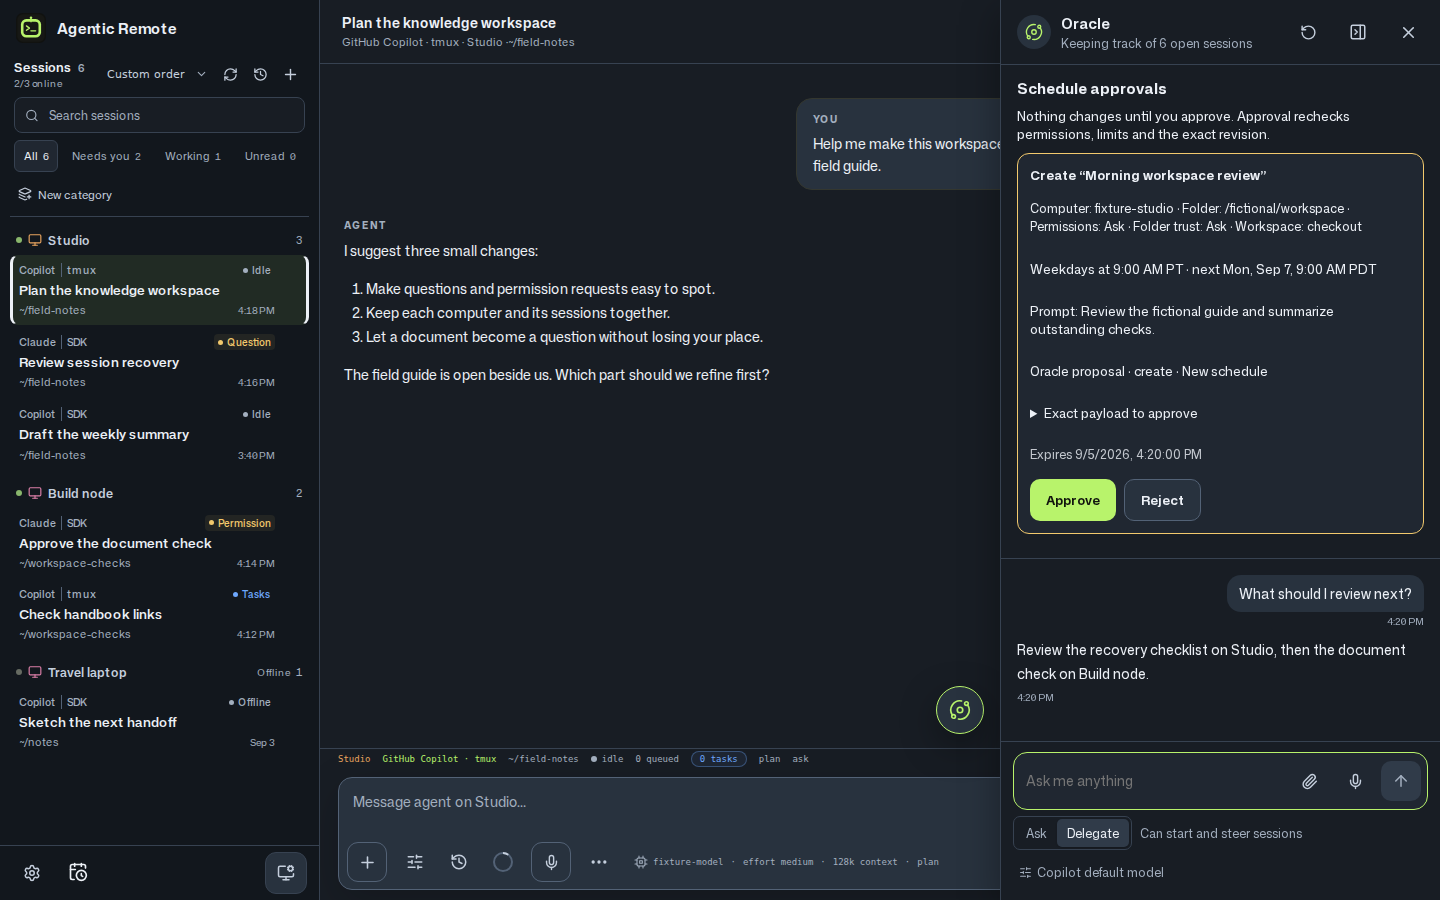 Agentic Remote
Sessions 6
2/3 online
Custom order
Search sessions
All 6
Needs you 2
Working 1
Unread 0
New category
Studio 3
Copilot | tmux Idle
Plan the knowledge workspace
~/field-notes 4:18 PM
Claude | SDK Question
Review session recovery
~/field-notes 4:16 PM
Copilot | SDK Idle
Draft the weekly summary
~/field-notes 3:40 PM
Build node 2
Claude | SDK Permission
Approve the document check
~/workspace-checks 4:14 PM
Copilot | tmux Tasks
Check handbook links
~/workspace-checks 4:12 PM
Travel laptop Offline 1
Copilot | SDK Offline
Sketch the next handoff
~/notes Sep 3
Plan the knowledge workspace
GitHub Copilot · tmux · Studio ·~/field-notes
YOU
Help me make this workspace
field guide.
AGENT
I suggest three small changes:
1. Make questions and permission requests easy to spot.
2. Keep each computer and its sessions together.
3. Let a document become a question without losing your place.
The field guide is open beside us. Which part should we refine first?
Studio GitHub Copilot · tmux ~/field-notes idle 0 queued 0 tasks plan ask
Message agent on Studio...
fixture-model · effort medium · 128k context · plan
Oracle
Keeping track of 6 open sessions
Schedule approvals
Nothing changes until you approve. Approval rechecks
permissions, limits and the exact revision.
Create “Morning workspace review”
Computer: fixture-studio · Folder: /fictional/workspace ·
Permissions: Ask · Folder trust: Ask · Workspace: checkout
Weekdays at 9:00 AM PT · next Mon, Sep 7, 9:00 AM PDT
Prompt: Review the fictional guide and summarize
outstanding checks.
Oracle proposal · create · New schedule
Exact payload to approve
Expires 9/5/2026, 4:20:00 PM
Approve
Reject
What should I review next?
4:20 PM
Review the recovery checklist on Studio, then the document
check on Build node.
4:20 PM
Ask me anything
Ask
Delegate
Can start and steer sessions
Copilot default model